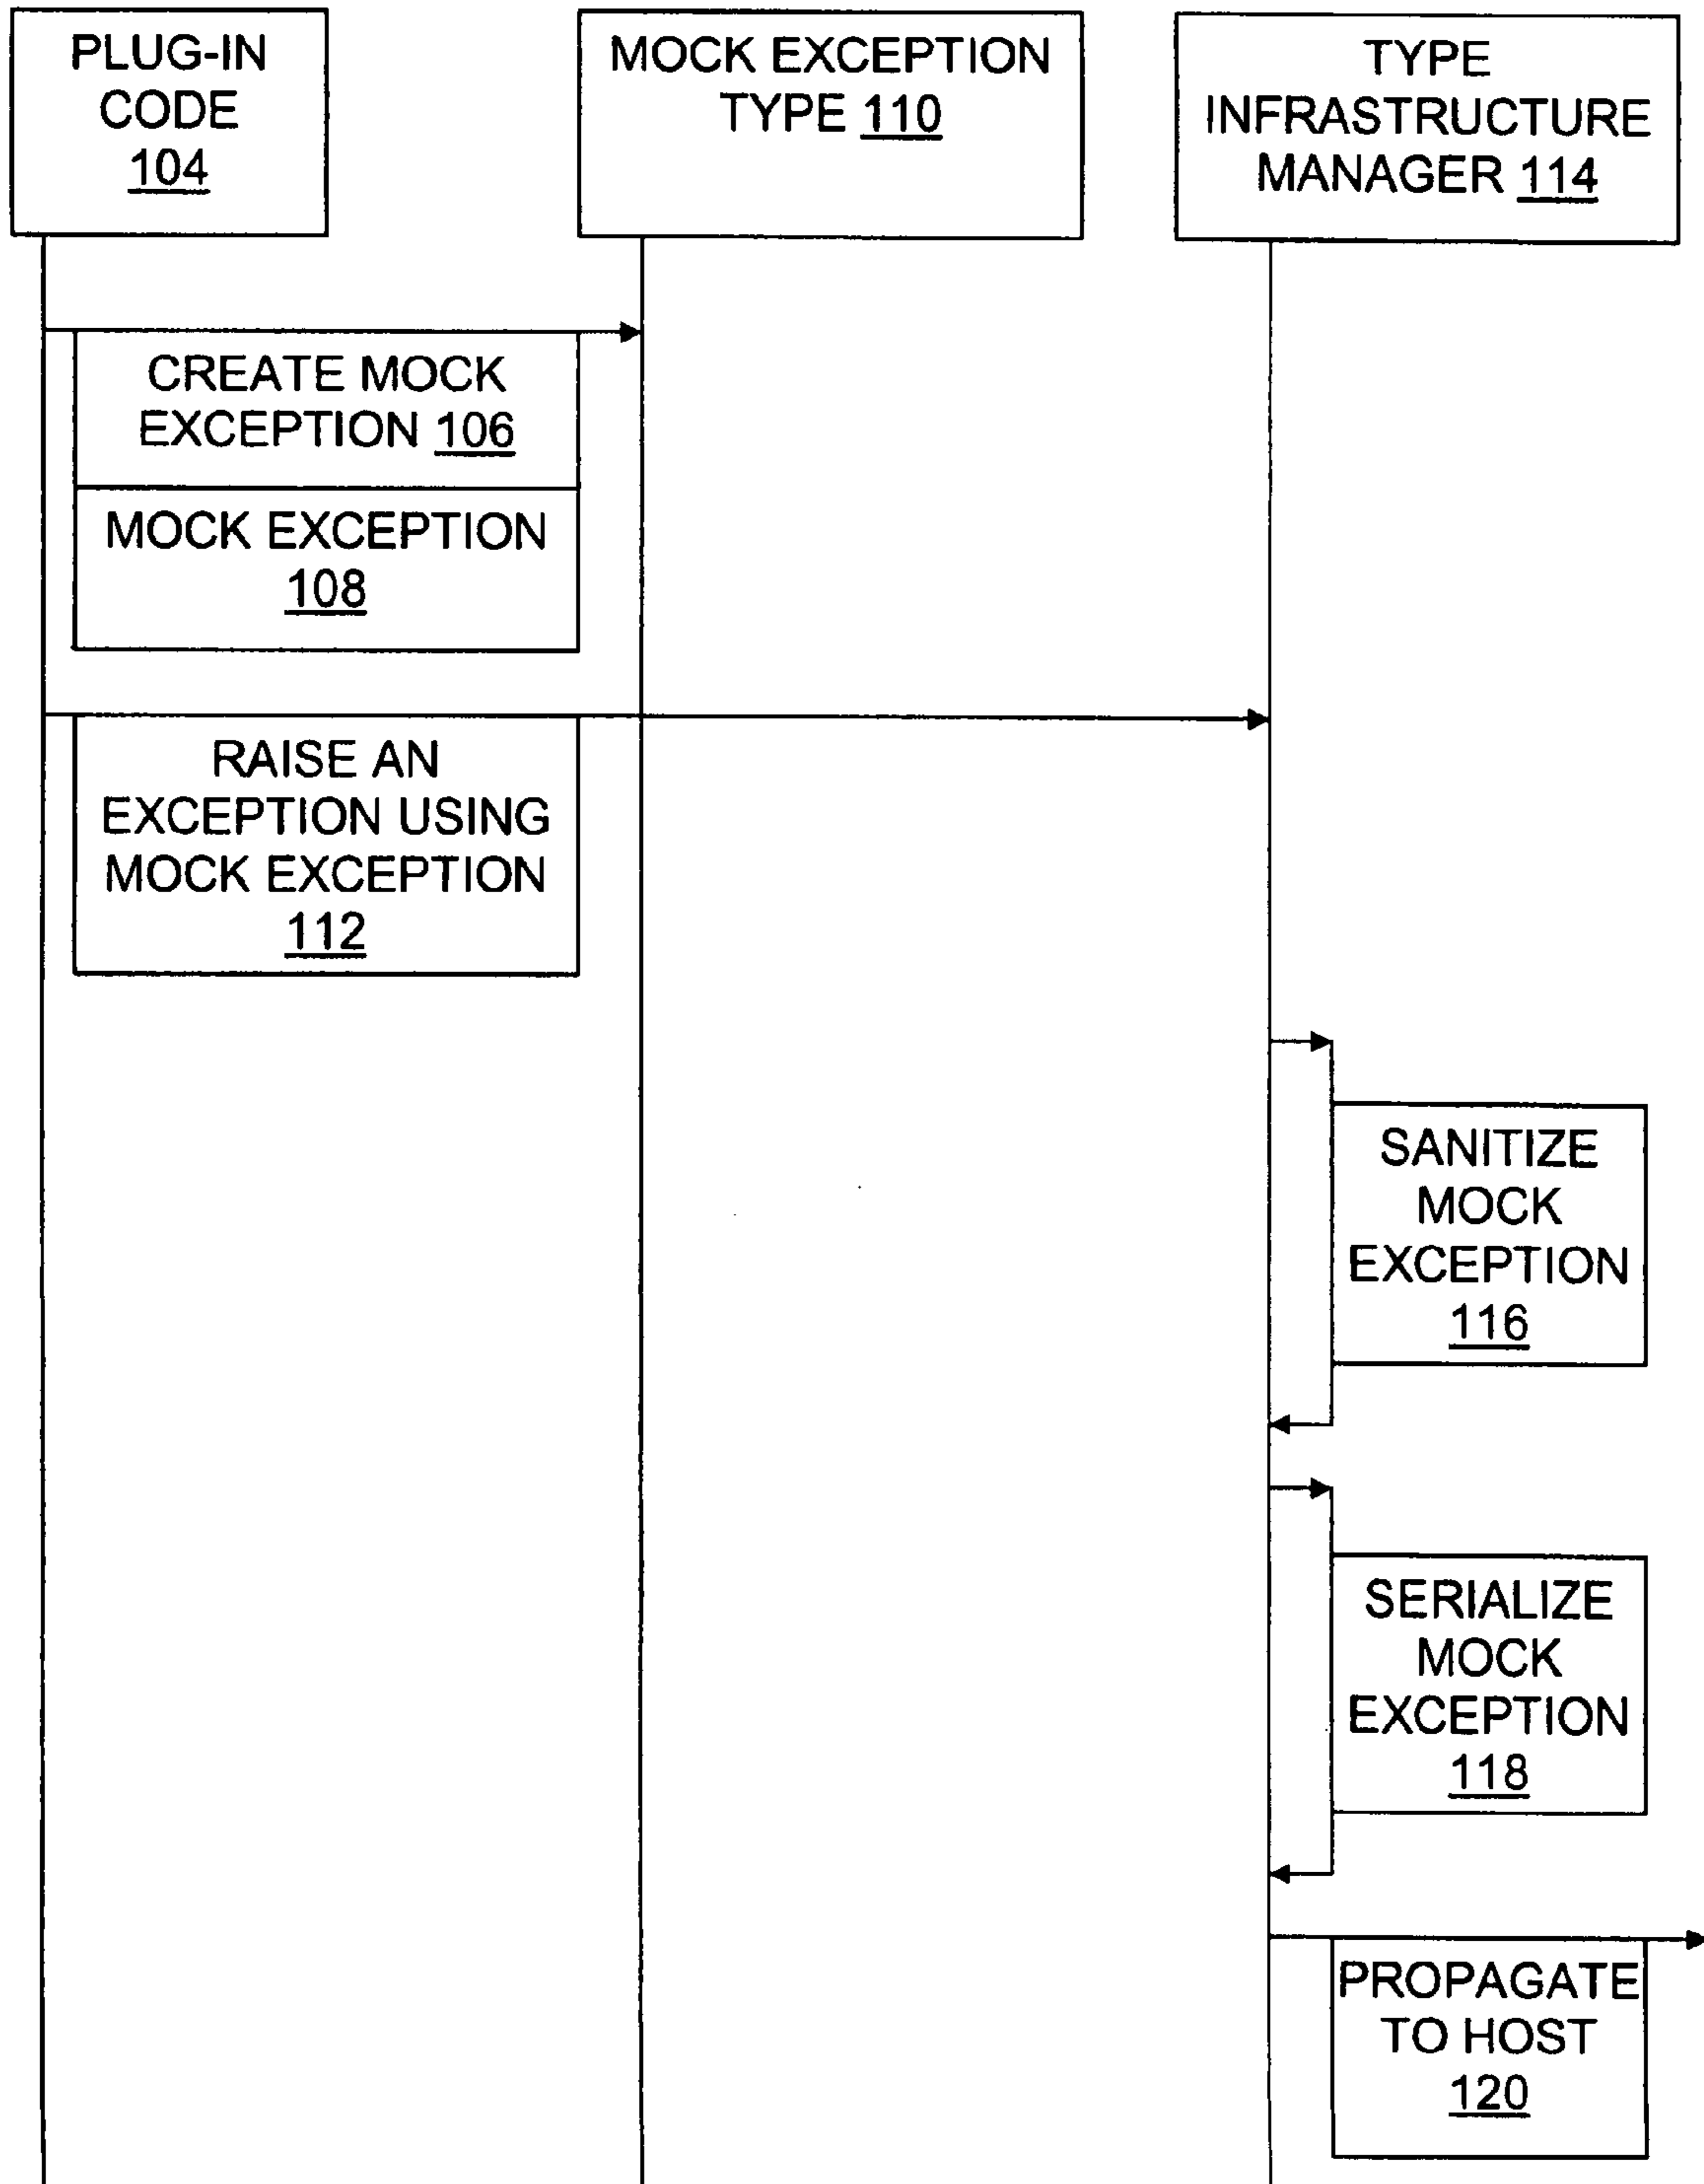 PLUG-IN
CODE
104
MOCK EXCEPTION
TYPE 110
TYPE
INFRASTRUCTURE
MANAGER 114
CREATE MOCK
EXCEPTION 106
MOCK EXCEPTION
108
RAISE AN
EXCEPTION USING
MOCK EXCEPTION
112
SANITIZE
MOCK
EXCEPTION
116
SERIALIZE
MOCK
EXCEPTION
118
PROPAGATE
TO HOST
120